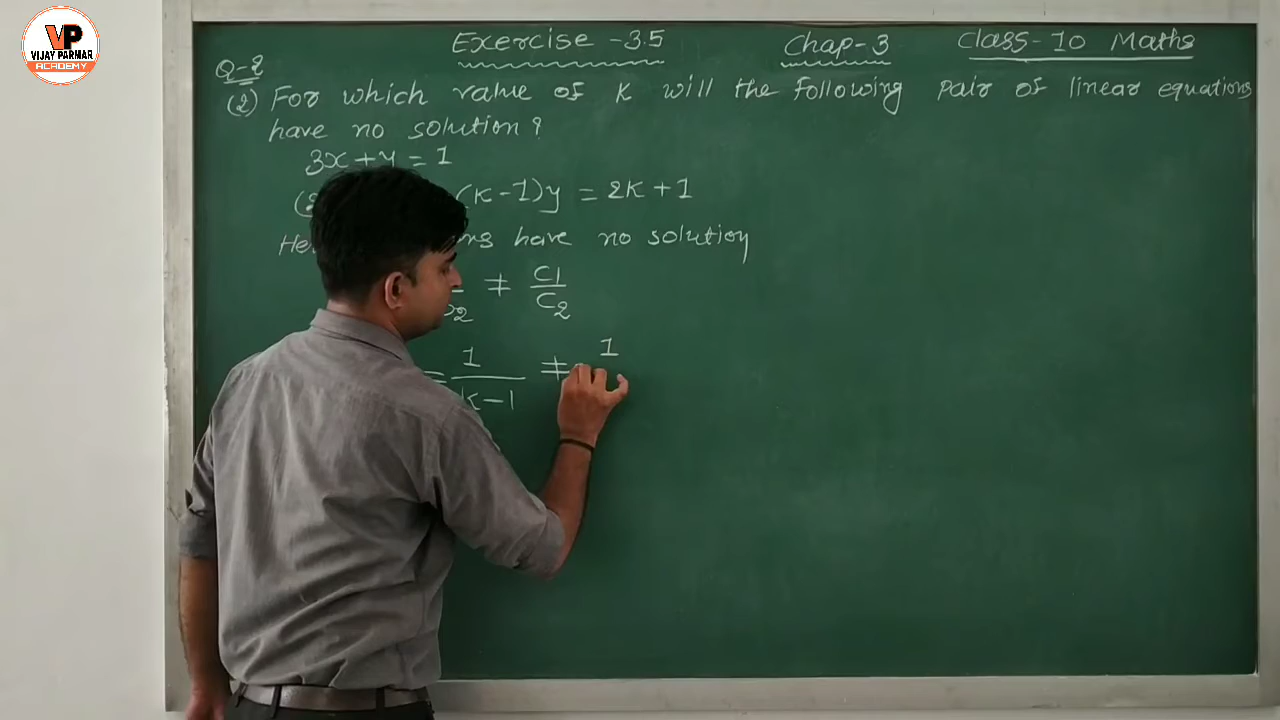 VP
VIJAY PARMAR
ACADEMY
Exercise - 3.5 Chap-3 Class-10 Maths
Q-2
(2) For which value of K will the following pair of linear equations
have no solution?
3x + y = 1
(K-1)y = 2K + 1
have no solution
≠ C1/C2
= 1/K-1 ≠ 1